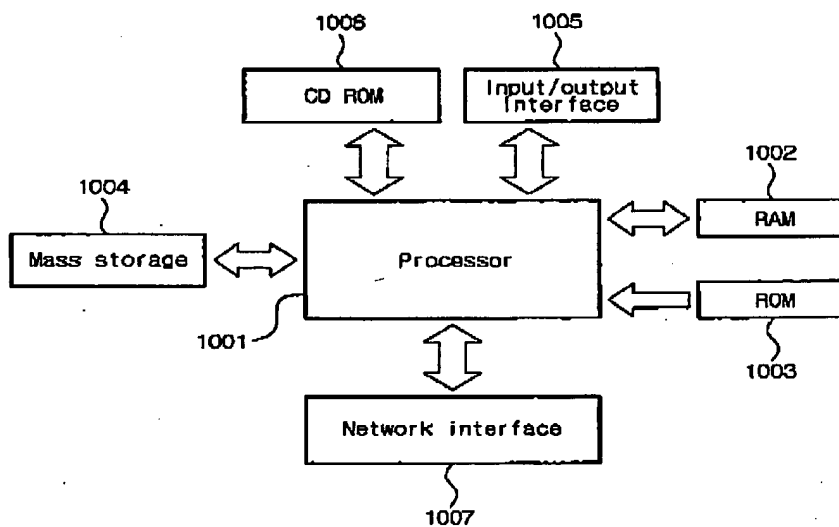 1006
1005
CD ROM
Input/output
interface
1002
1004
RAM
Mass storage
Processor
ROM
1001
1003
Network interface
1007